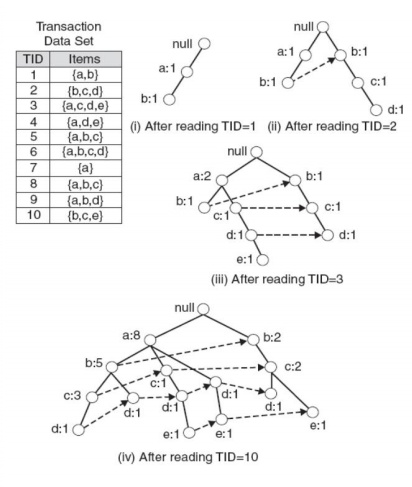 Transaction
Data Set
TID Items
1 {a,b}
2 {b,c,d}
3 {a,c,d,e}
4 {a,d,e}
5 {a,b,c}
6 {a,b,c,d}
7 {a}
8 {a,b,c}
9 {a,b,d}
10 {b,c,e}
null
a:1
b:1
(i) After reading TID=1
null
a:1 b:1
b:1 c:1
d:1
(ii) After reading TID=2
null
a:2 b:1
b:1 c:1 c:1
d:1 d:1
e:1
(iii) After reading TID=3
null
a:8 b:2
b:5 c:1 c:2
c:3 d:1 d:1 d:1 d:1
d:1 e:1 e:1 e:1
(iv) After reading TID=10